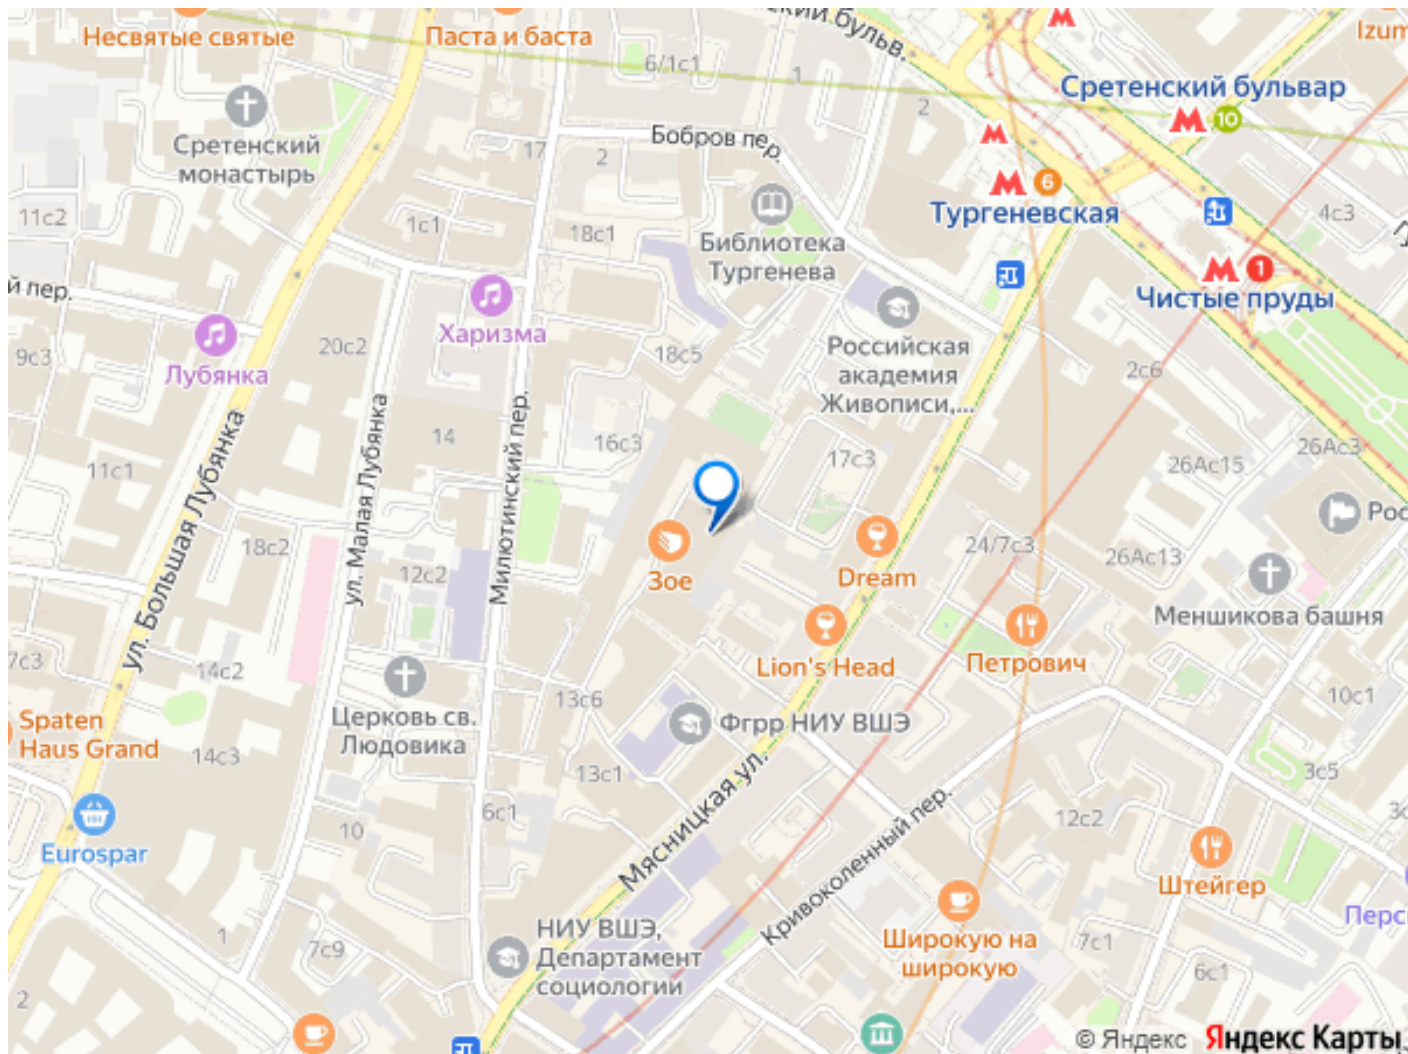 Несвятые святые
Паста и баста
бульв.
Izum
6/1с1
1
2
Сретенский бульвар
10
Сретенский
монастырь
17
2
Бобров пер.
6
Тургеневская
11с2
1с1
18с1
Библиотека
Тургенева
4с3
1
Чистые пруды
й пер.
Харизма
9с3
Лубянка
20с2
18с5
Российская
академия
Живописи,...
2с6
ул. Большая Лубянка
ул. Малая Лубянка
Милютинский пер.
14
16с3
17с3
26Ас3
26Ас15
11с1
Рос
18с2
12с2
Зое
Dream
24/7с3
26Ас13
Меншикова башня
7с3
14с2
Lion's Head
Петрович
10с1
Spaten
Haus Grand
Церковь св.
Людовика
13с6
Фгрр НИУ ВШЭ
14с3
13с1
3с5
6с1
10
Мясницкая ул.
Кривоколенный пер.
12с2
Eurospar
Штейгер
Перс
1
7с9
НИУ ВШЭ,
Департамент
социологии
Широкую на
широкую
7с1
6с1
2
© Яндекс Яндекс Карты